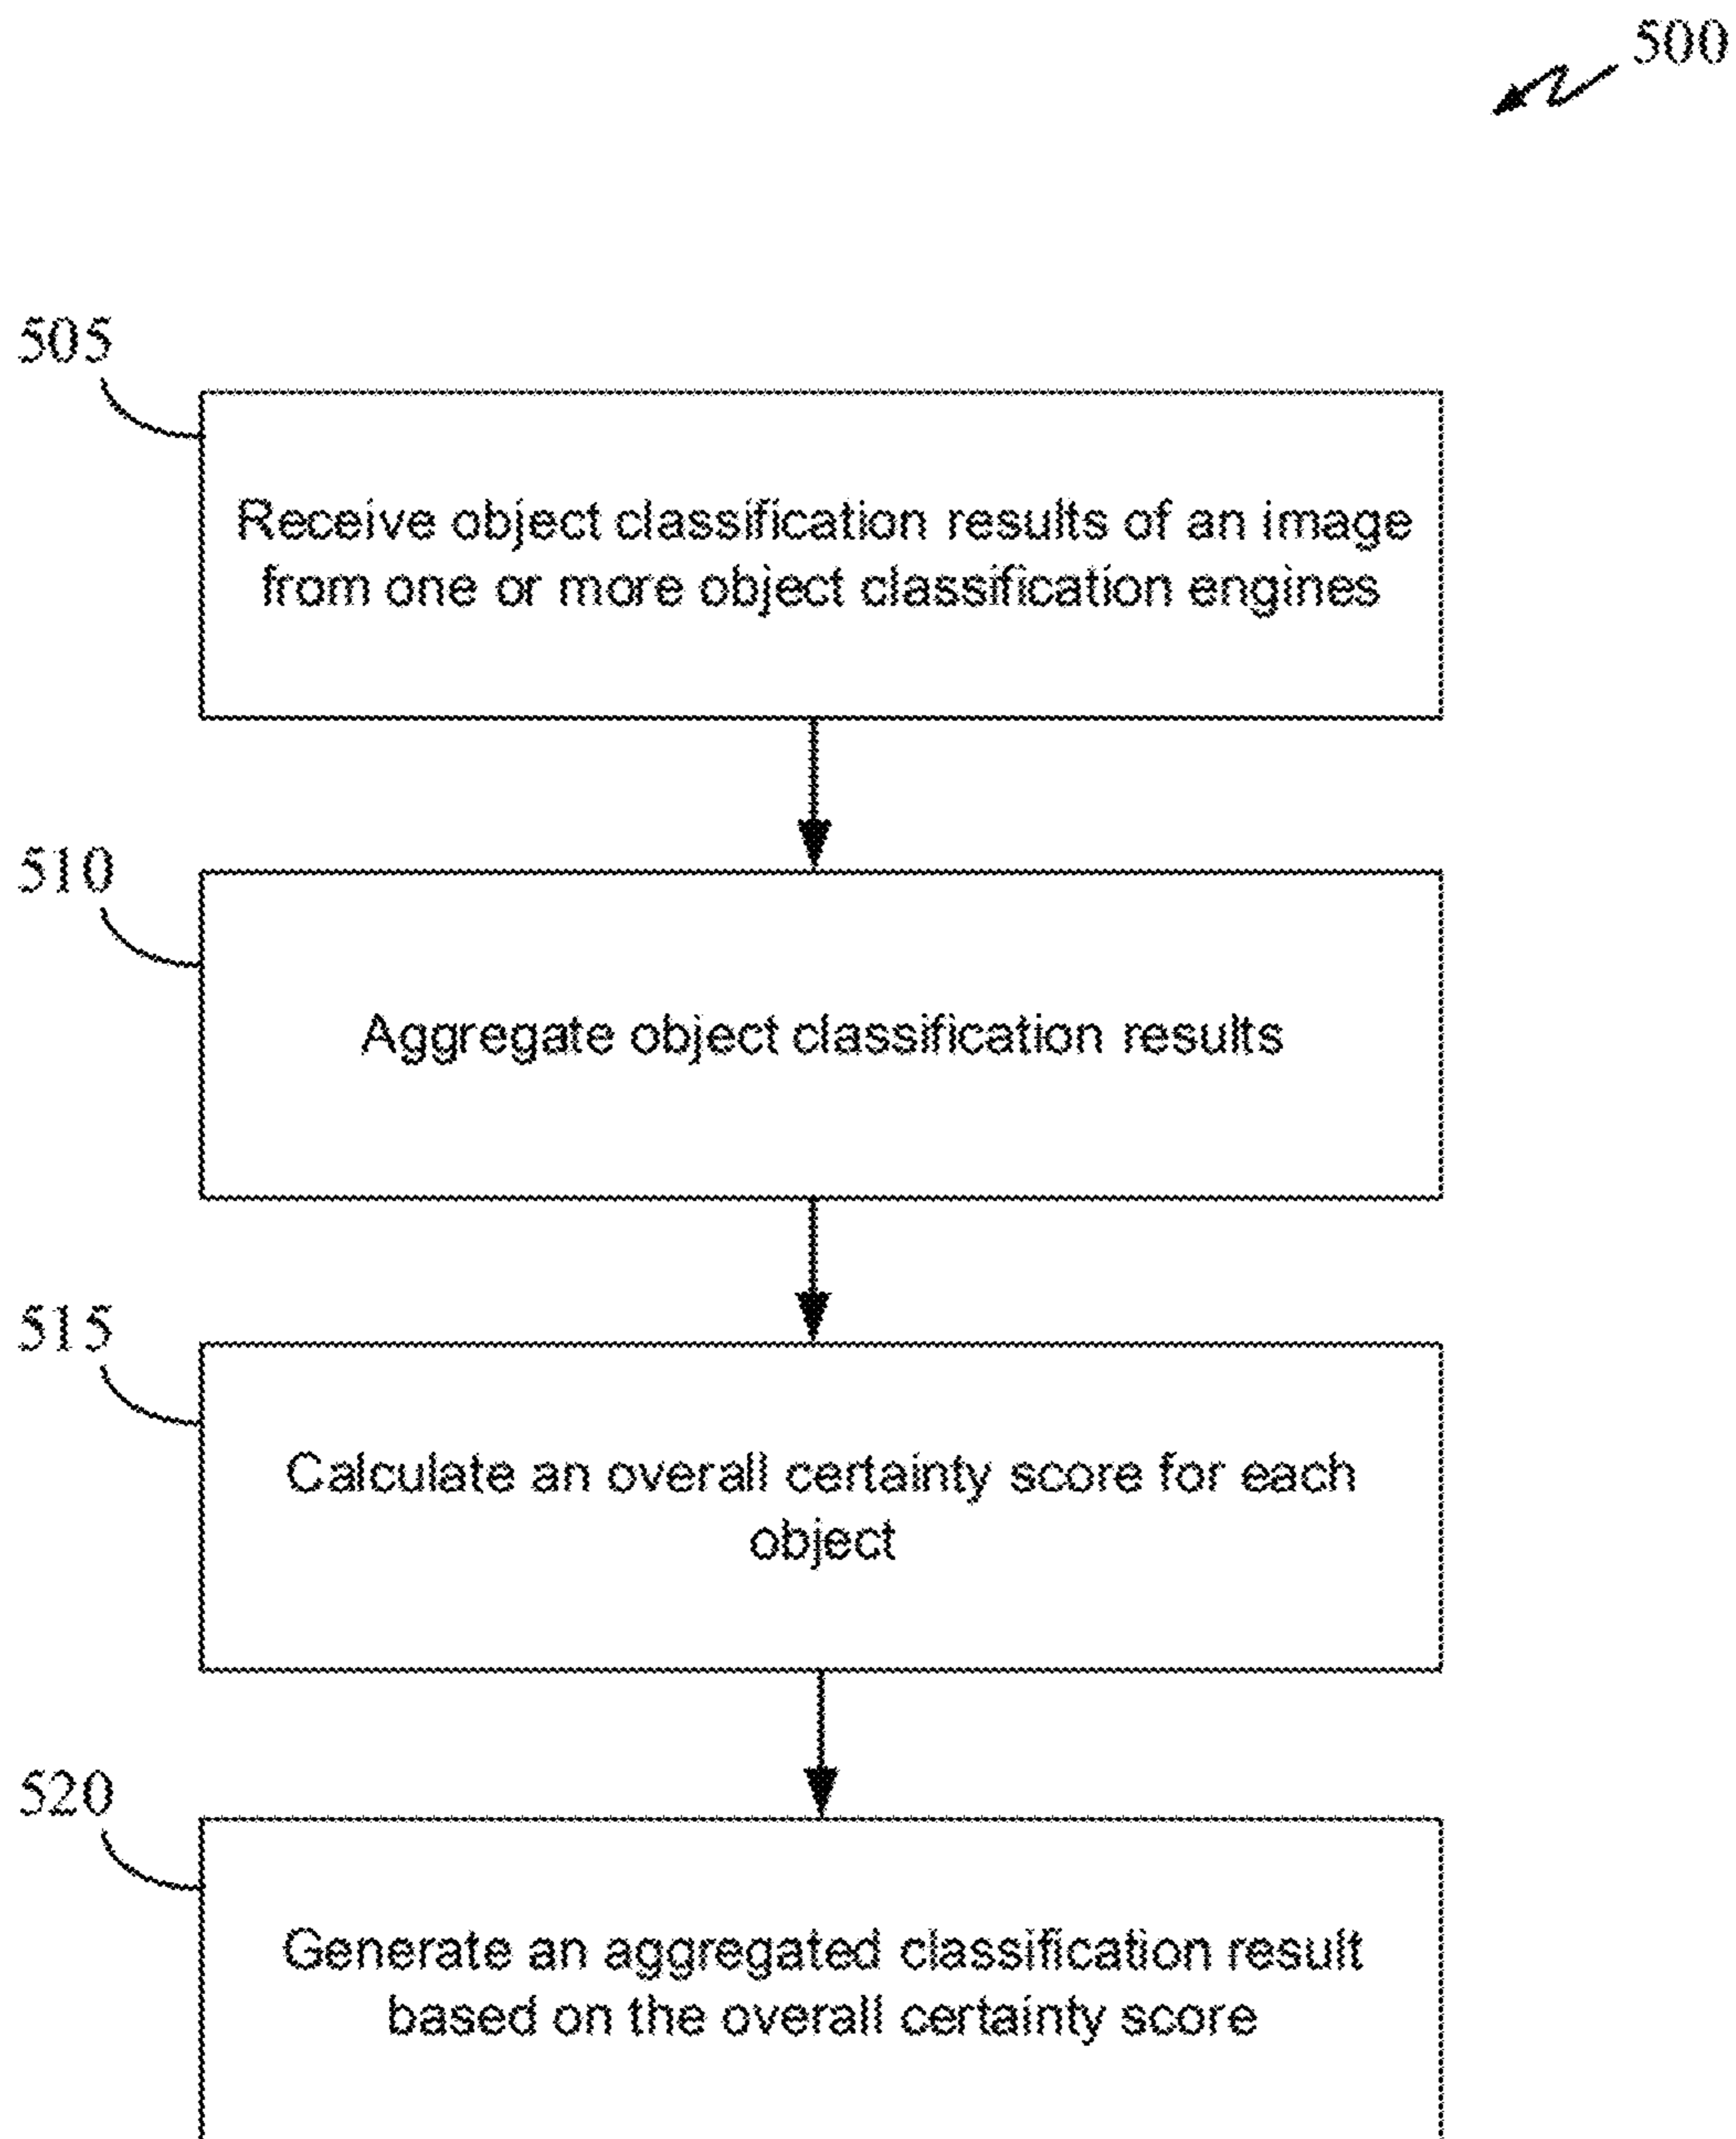 500
505
Receive object classification results of an image
from one or more object classification engines
510
Aggregate object classification results
515
Calculate an overall certainty score for each
object
520
Generate an aggregated classification result
based on the overall certainty score